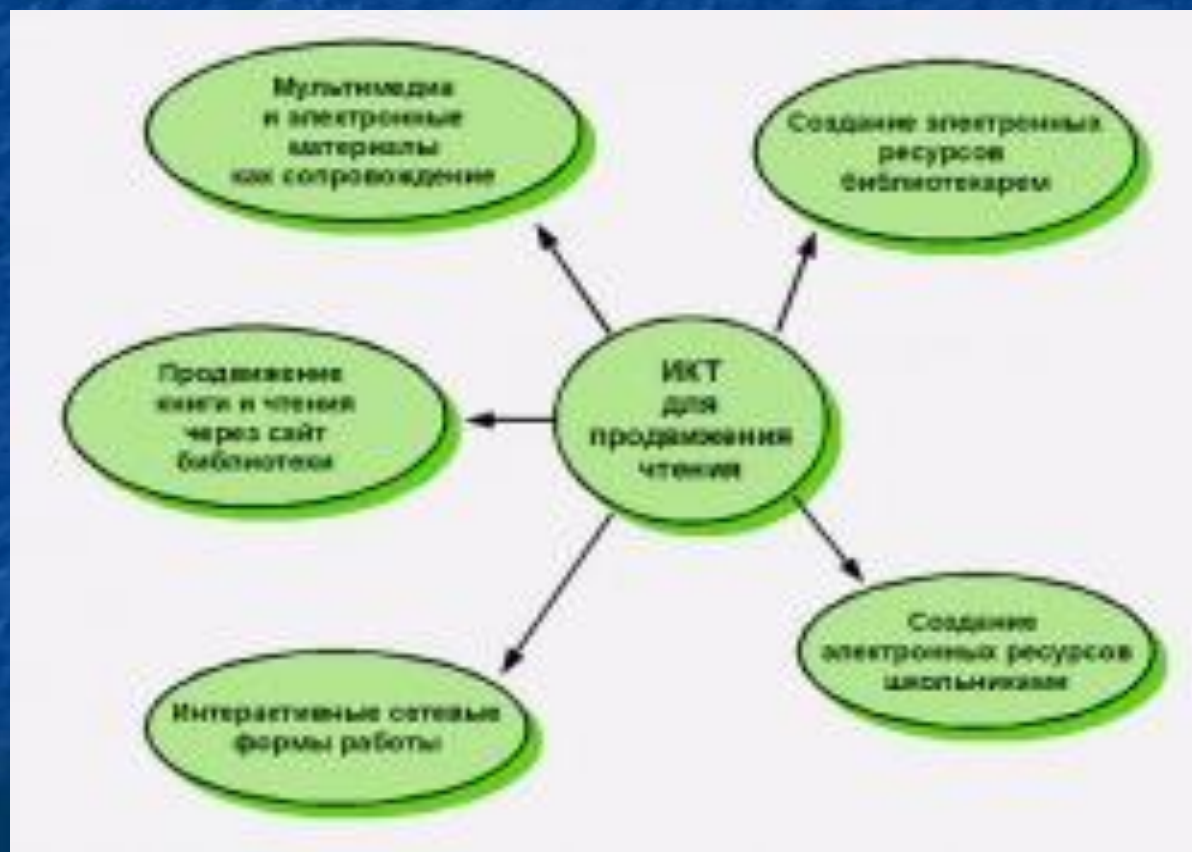 Мультимедиа
и электронные
материалы
как сопровождение
Создание электронных
ресурсов
библиотекарем
Продвижение
книги и чтения
через сайт
библиотеки
ИКТ
для
продвижения
чтения
Создание
электронных ресурсов
школьниками
Интерактивные сетевые
формы работы